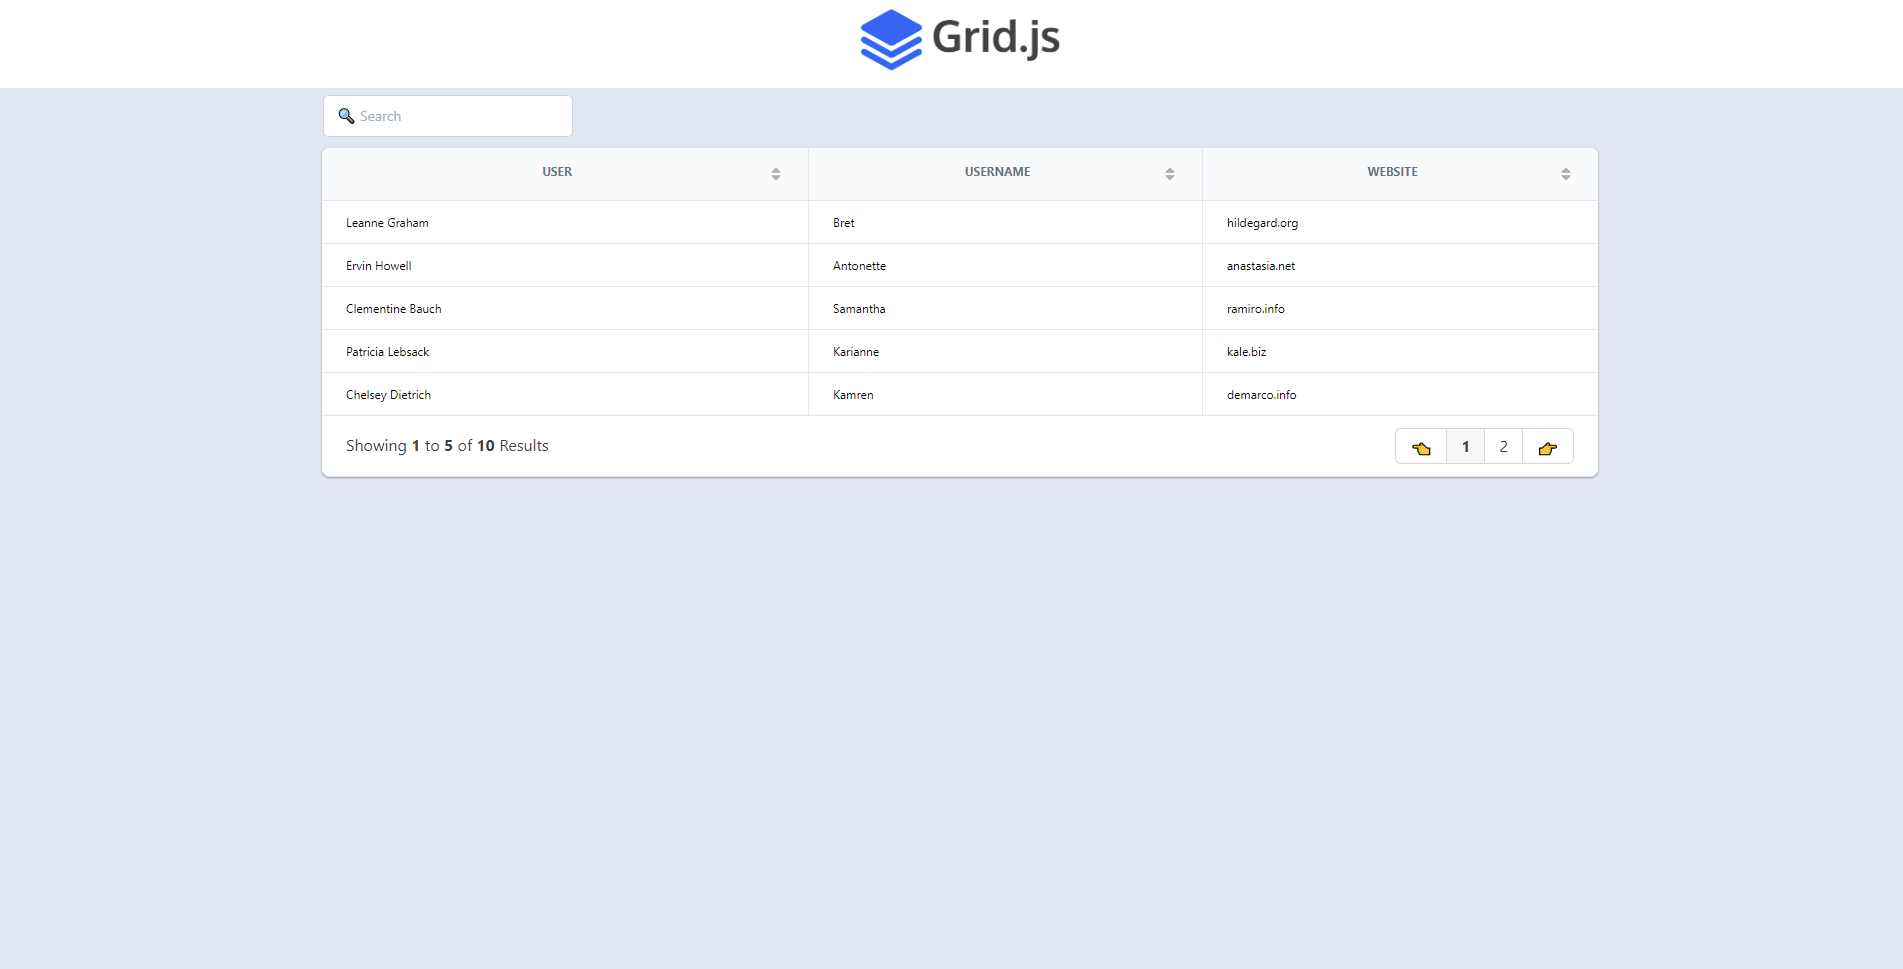 Grid.js
🔍 Search
USER USERNAME WEBSITE
Leanne Graham Bret hildegard.org
Ervin Howell Antonette anastasia.net
Clementine Bauch Samantha ramiro.info
Patricia Lebsack Karianne kale.biz
Chelsey Dietrich Kamren demarco.info
Showing 1 to 5 of 10 Results 👈 1 2 👉